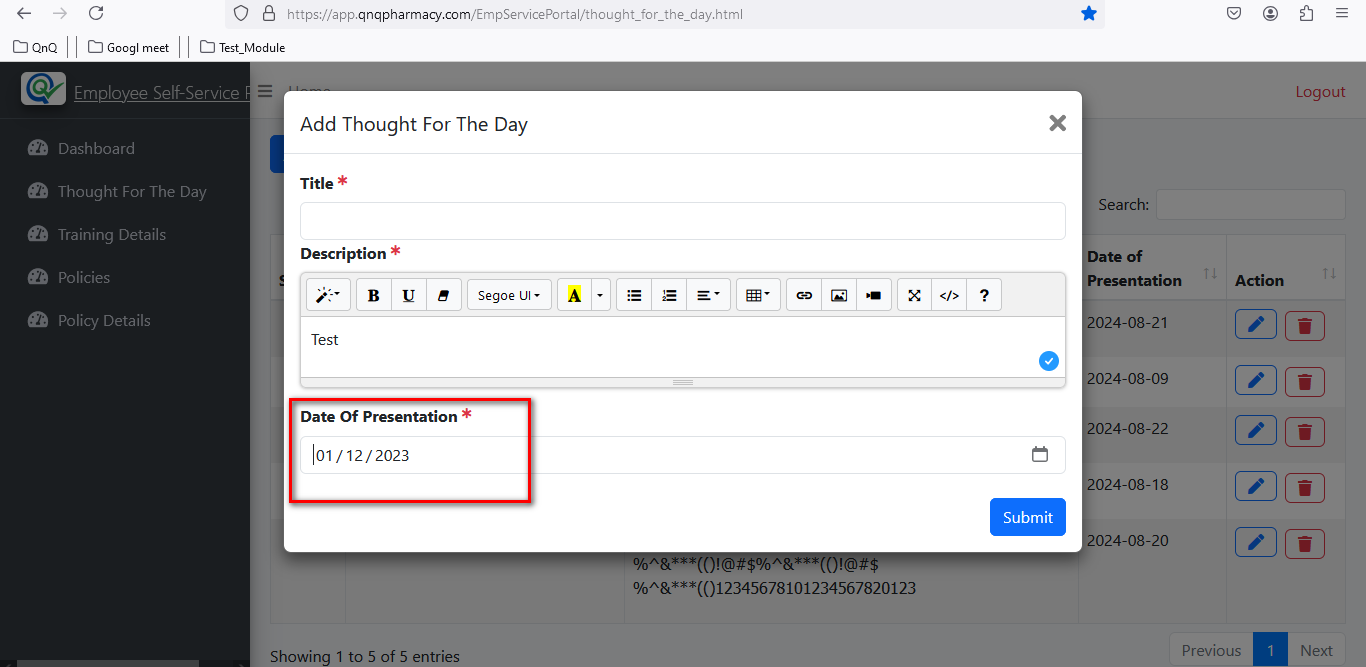 https://app.qnqpharmacy.com/EmpServicePortal/thought_for_the_day.html
QnQ
Googl meet
Test_Module
Employee Self-Service
Home
Logout
Add Thought For The Day
Dashboard
Thought For The Day
Training Details
Policies
Policy Details
Title *
Search:
Description *
Date of
Presentation
Action
B U Segoe UI A </> ?
Test
2024-08-21
2024-08-09
Date Of Presentation *
2024-08-22
01 / 12 / 2023
2024-08-18
Submit
2024-08-20
%^&***(()!@#$%^&***(()!@#$
%^&***(()12345678101234567820123
Showing 1 to 5 of 5 entries
Previous 1 Next